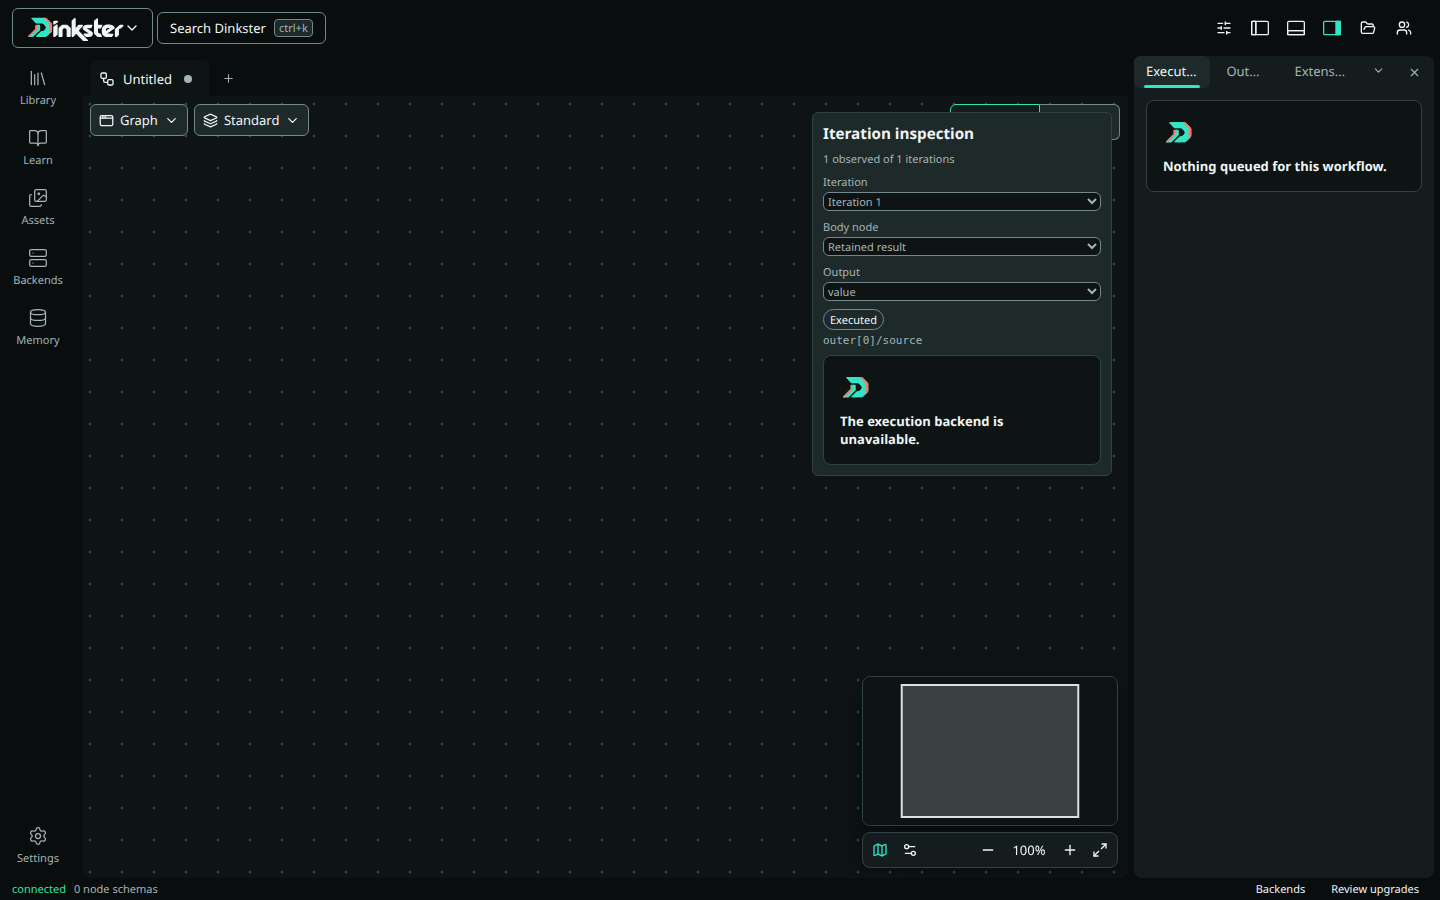 Dinkster
Search Dinkster ctrl+k
Library
Learn
Assets
Backends
Memory
Settings
Untitled
Graph
Standard
Iteration inspection
1 observed of 1 iterations
Iteration
Iteration 1
Body node
Retained result
Output
value
Executed
outer[0]/source
The execution backend is
unavailable.
100%
Execut...
Out...
Extens...
Nothing queued for this workflow.
connected
0 node schemas
Backends
Review upgrades